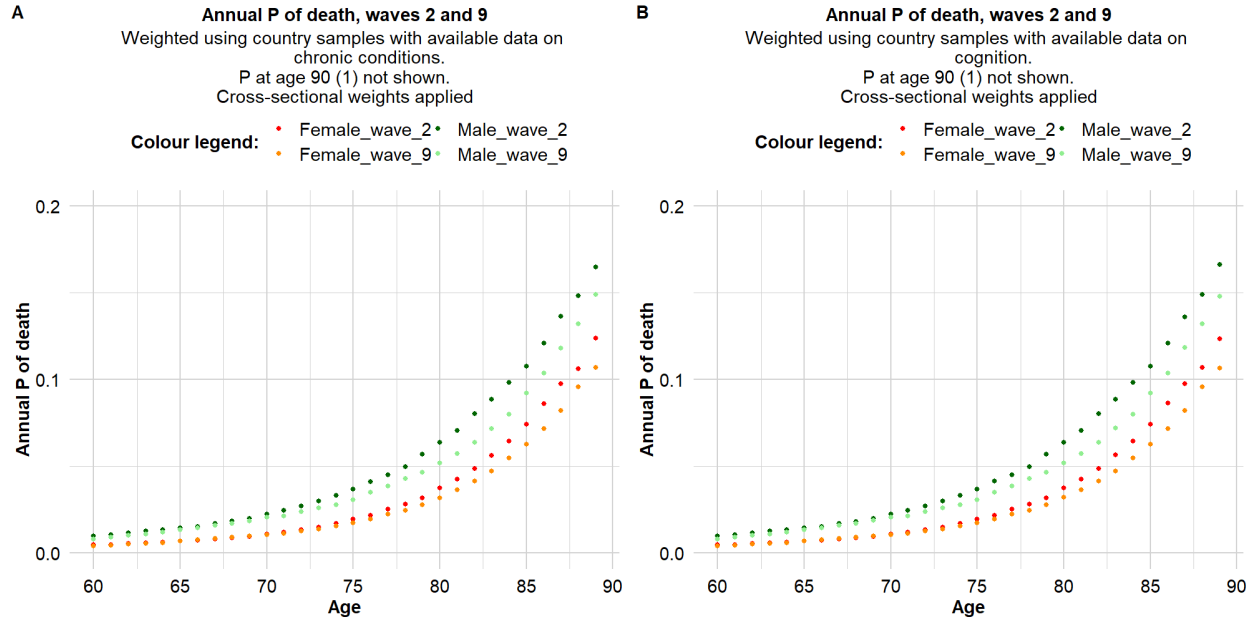 A
Annual P of death, waves 2 and 9
Weighted using country samples with available data on
chronic conditions.
P at age 90 (1) not shown.
Cross-sectional weights applied
Colour legend:
Female_wave_2
Male_wave_2
Female_wave_9
Male_wave_9
Annual P of death
0.2
0.1
0.0
60 65 70 75 80 85 90
Age
B
Annual P of death, waves 2 and 9
Weighted using country samples with available data on
cognition.
P at age 90 (1) not shown.
Cross-sectional weights applied
Colour legend:
Female_wave_2
Male_wave_2
Female_wave_9
Male_wave_9
Annual P of death
0.2
0.1
0.0
60 65 70 75 80 85 90
Age